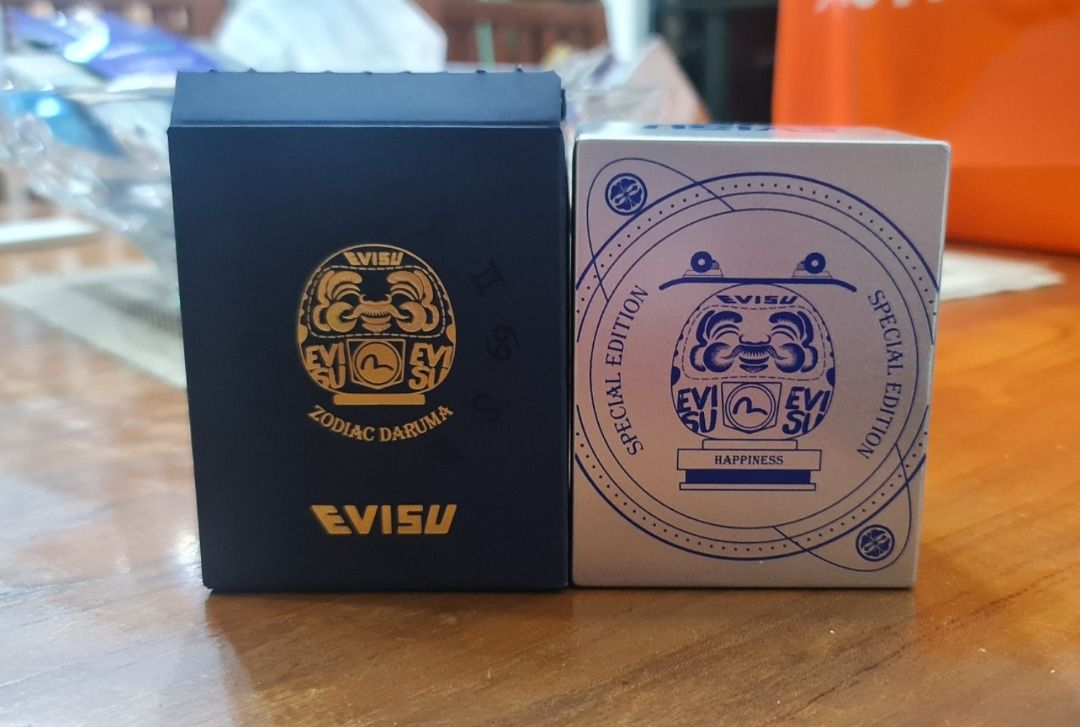 EVISU
EVI
SU
EVI
SU
ZODIAC DARUMA
EVISU
SPECIAL EDITION
EVISU
EVI
SU
EVI
SU
HAPPINESS
SPECIAL EDITION